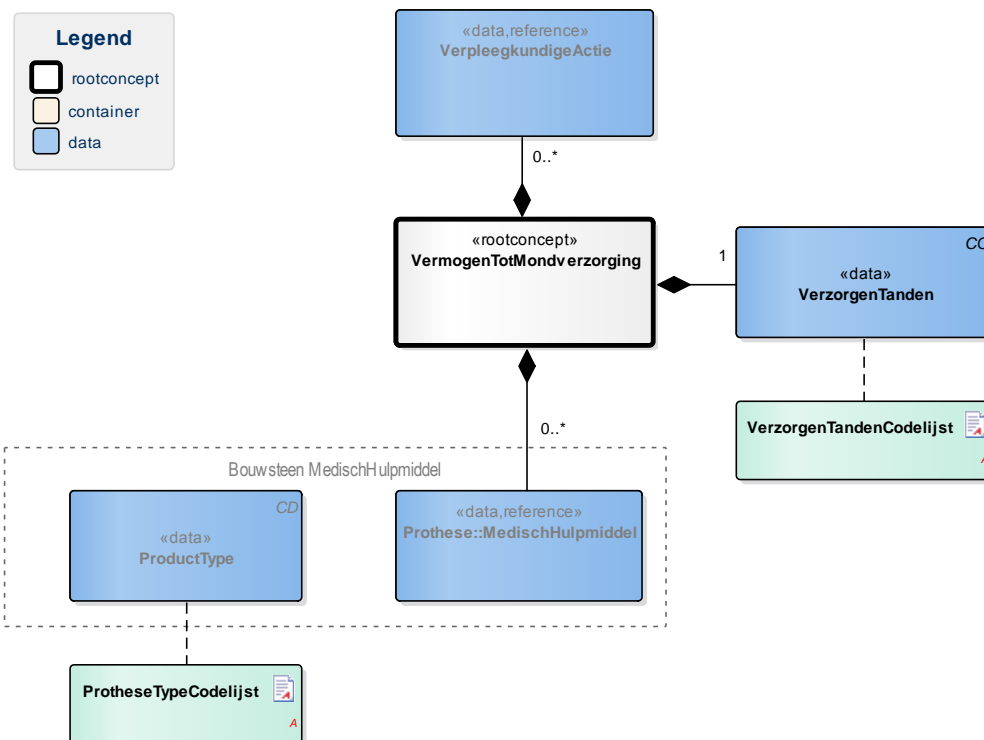 Legend
rootconcept
container
data
«data,reference»
VerpleegkundigeActie
0..*
«rootconcept»
VermogenTotMondverzorging
1
CO
«data»
VerzorgenTanden
VerzorgenTandenCodelijst
0..*
Bouwsteen MedischHulpmiddel
CD
«data»
ProductType
«data,reference»
Prothese::MedischHulpmiddel
ProtheseTypeCodelijst
A